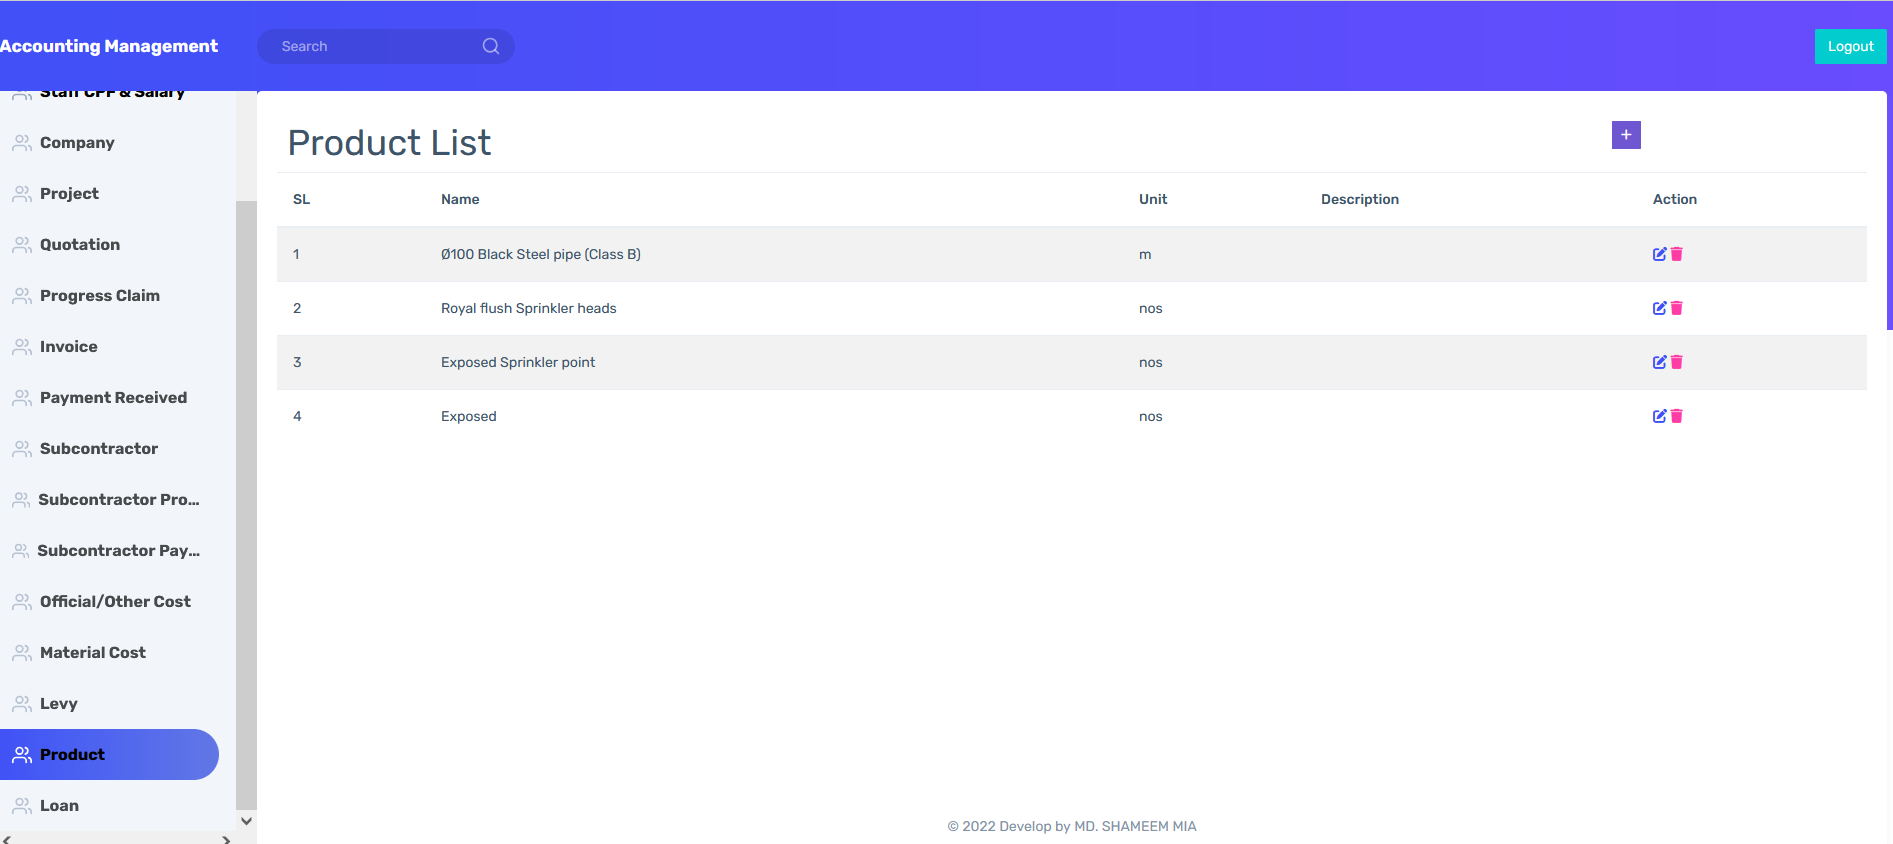 Accounting Management
Search
Logout
Staff CPF & Salary
Company
Project
Quotation
Progress Claim
Invoice
Payment Received
Subcontractor
Subcontractor Pro...
Subcontractor Pay...
Official/Other Cost
Material Cost
Levy
Product
Loan
Product List
+
SL Name Unit Description Action
1 Ø100 Black Steel pipe (Class B) m
2 Royal flush Sprinkler heads nos
3 Exposed Sprinkler point nos
4 Exposed nos
© 2022 Develop by MD. SHAMEEM MIA